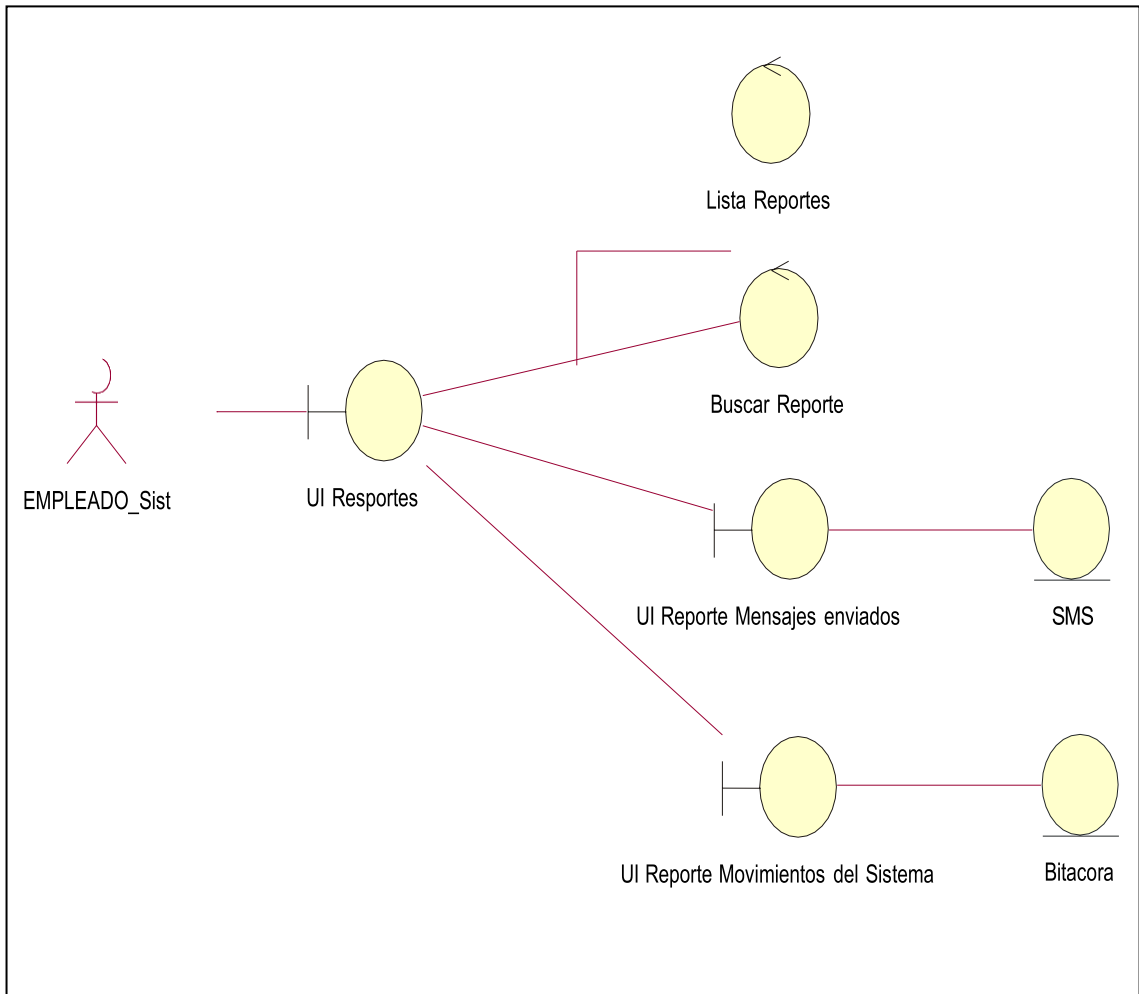 Lista Reportes
Buscar Reporte
EMPLEADO_Sist
UI Resportes
UI Reporte Mensajes enviados
SMS
UI Reporte Movimientos del Sistema
Bitacora